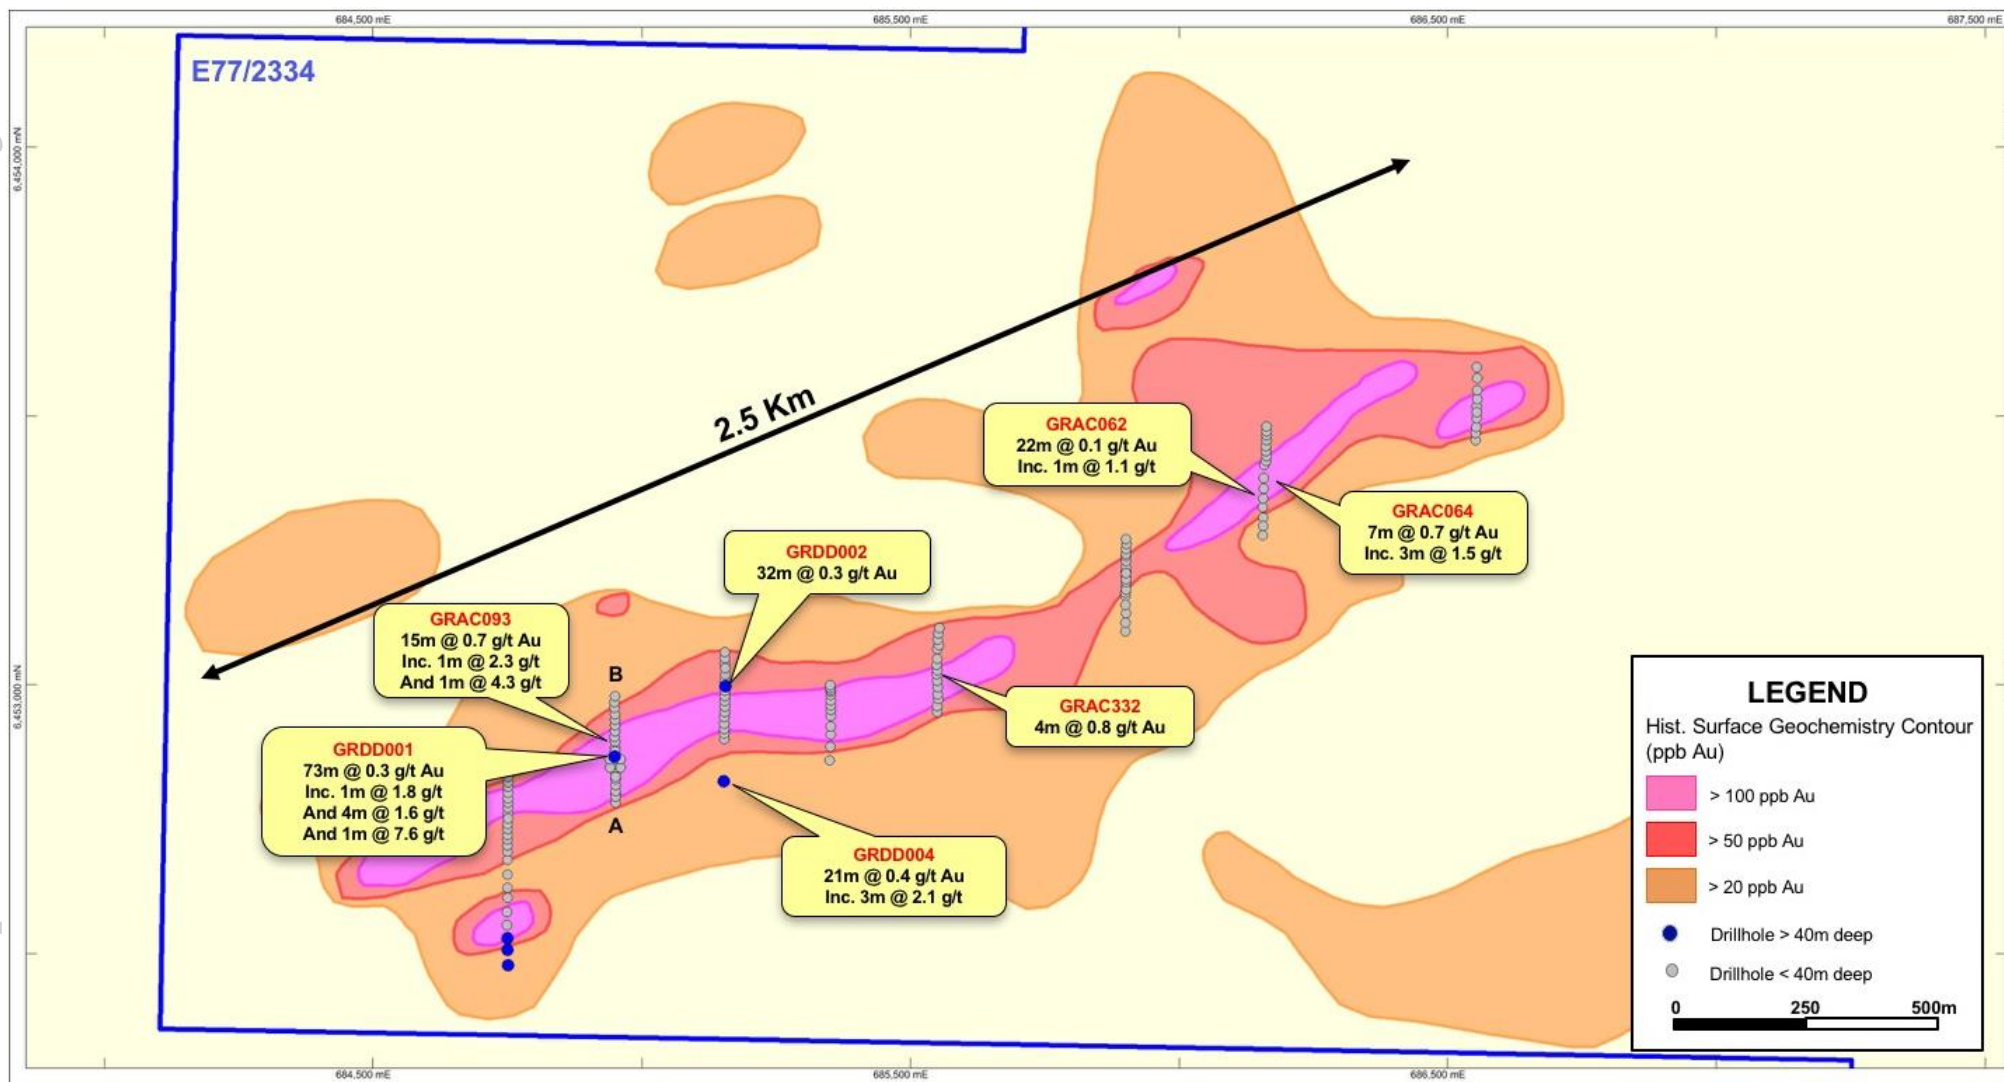 684,500 mE
685,500 mE
686,500 mE
687,500 mE
E77/2334
6,454,000 mN
2.5 Km
GRAC062
22m @ 0.1 g/t Au
Inc. 1m @ 1.1 g/t
GRAC064
7m @ 0.7 g/t Au
Inc. 3m @ 1.5 g/t
GRDD002
32m @ 0.3 g/t Au
GRAC093
15m @ 0.7 g/t Au
Inc. 1m @ 2.3 g/t
And 1m @ 4.3 g/t
B
6,453,000 mN
GRAC332
4m @ 0.8 g/t Au
GRDD001
73m @ 0.3 g/t Au
Inc. 1m @ 1.8 g/t
And 4m @ 1.6 g/t
And 1m @ 7.6 g/t
A
GRDD004
21m @ 0.4 g/t Au
Inc. 3m @ 2.1 g/t
LEGEND
Hist. Surface Geochemistry Contour
(ppb Au)
> 100 ppb Au
> 50 ppb Au
> 20 ppb Au
Drillhole > 40m deep
Drillhole < 40m deep
0 250 500m
684,500 mE
685,500 mE
686,500 mE